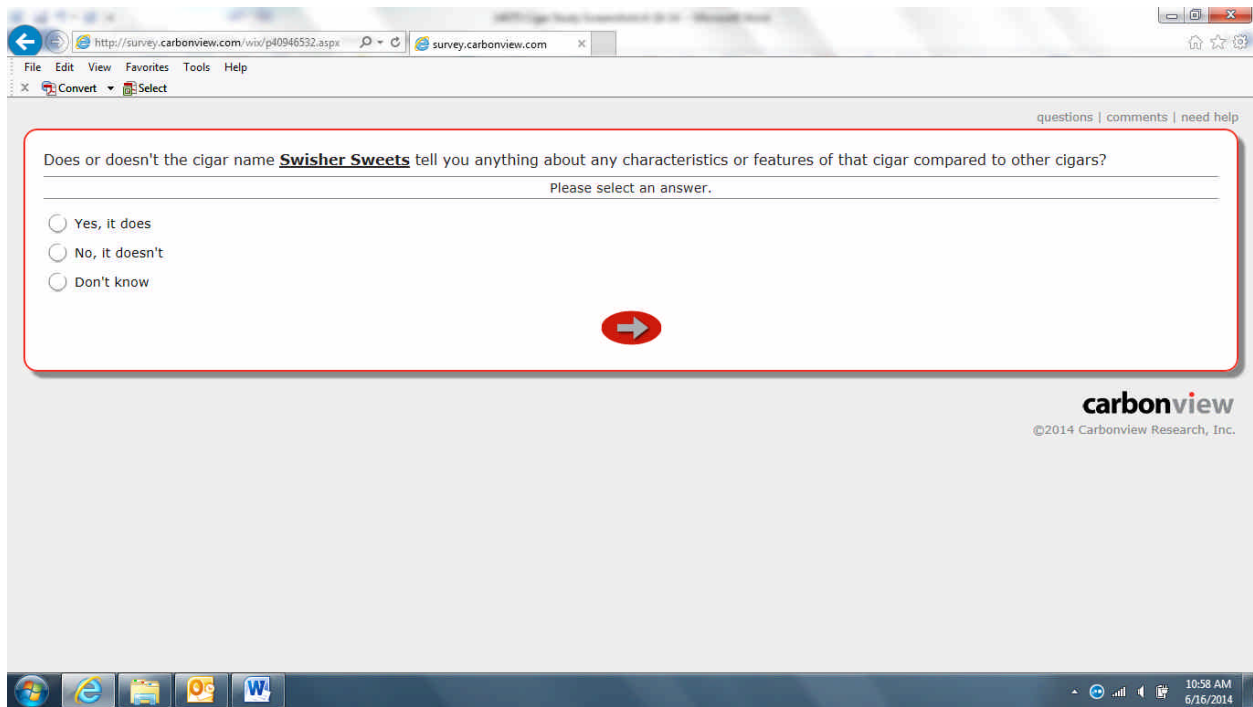 http://survey.carbonview.com/wix/p40946532.aspx survey.carbonview.com
File Edit View Favorites Tools Help
Convert Select
questions | comments | need help
Does or doesn't the cigar name Swisher Sweets tell you anything about any characteristics or features of that cigar compared to other cigars?
Please select an answer.
Yes, it does
No, it doesn't
Don't know
carbonview
©2014 Carbonview Research, Inc.
10:58 AM
6/16/2014